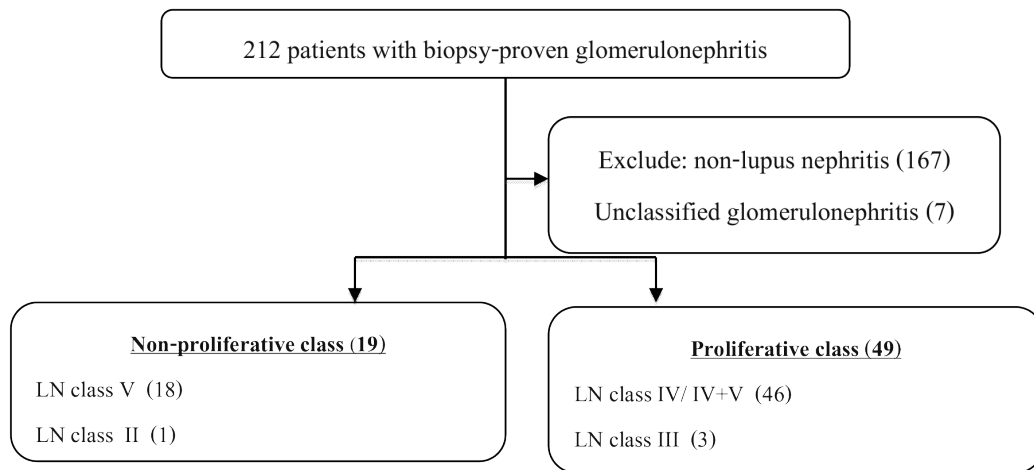 212 patients with biopsy-proven glomerulonephritis
Exclude: non-lupus nephritis (167)
Unclassified glomerulonephritis (7)
Non-proliferative class (19)
LN class V (18)
LN class II (1)
Proliferative class (49)
LN class IV/ IV+V (46)
LN class III (3)